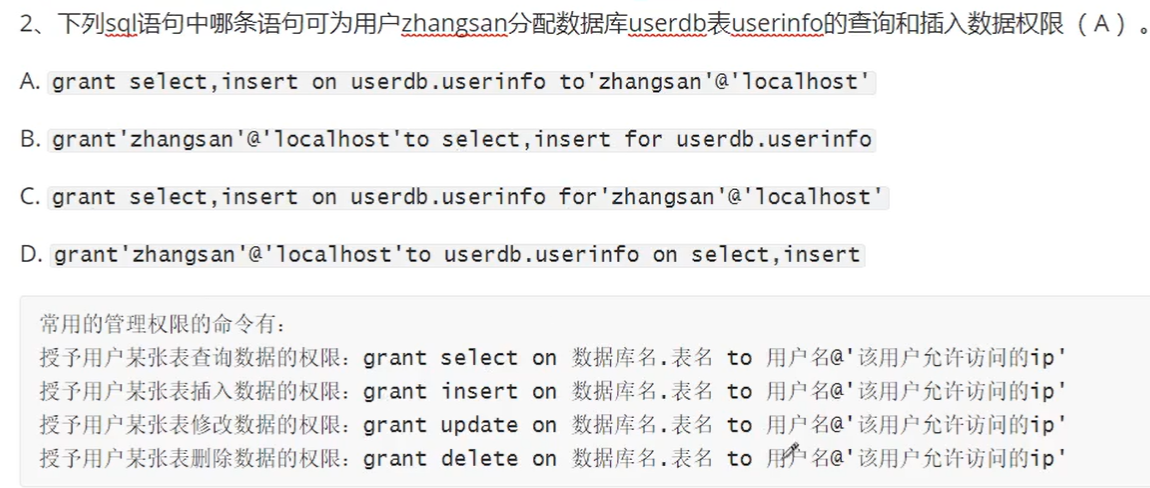 2、下列sql语句中哪条语句可为用户zhangsan分配数据库userdb表userinfo的查询和插入数据权限（A）。
A. grant select,insert on userdb.userinfo to'zhangsan'@'localhost'
B. grant'zhangsan'@'localhost'to select,insert for userdb.userinfo
C. grant select,insert on userdb.userinfo for'zhangsan'@'localhost'
D. grant'zhangsan'@'localhost'to userdb.userinfo on select,insert
常用的管理权限的命令有：
授予用户某张表查询数据的权限：grant select on 数据库名.表名 to 用户名@'该用户允许访问的ip'
授予用户某张表插入数据的权限：grant insert on 数据库名.表名 to 用户名@'该用户允许访问的ip'
授予用户某张表修改数据的权限：grant update on 数据库名.表名 to 用户名@'该用户允许访问的ip'
授予用户某张表删除数据的权限：grant delete on 数据库名.表名 to 用户名@'该用户允许访问的ip'